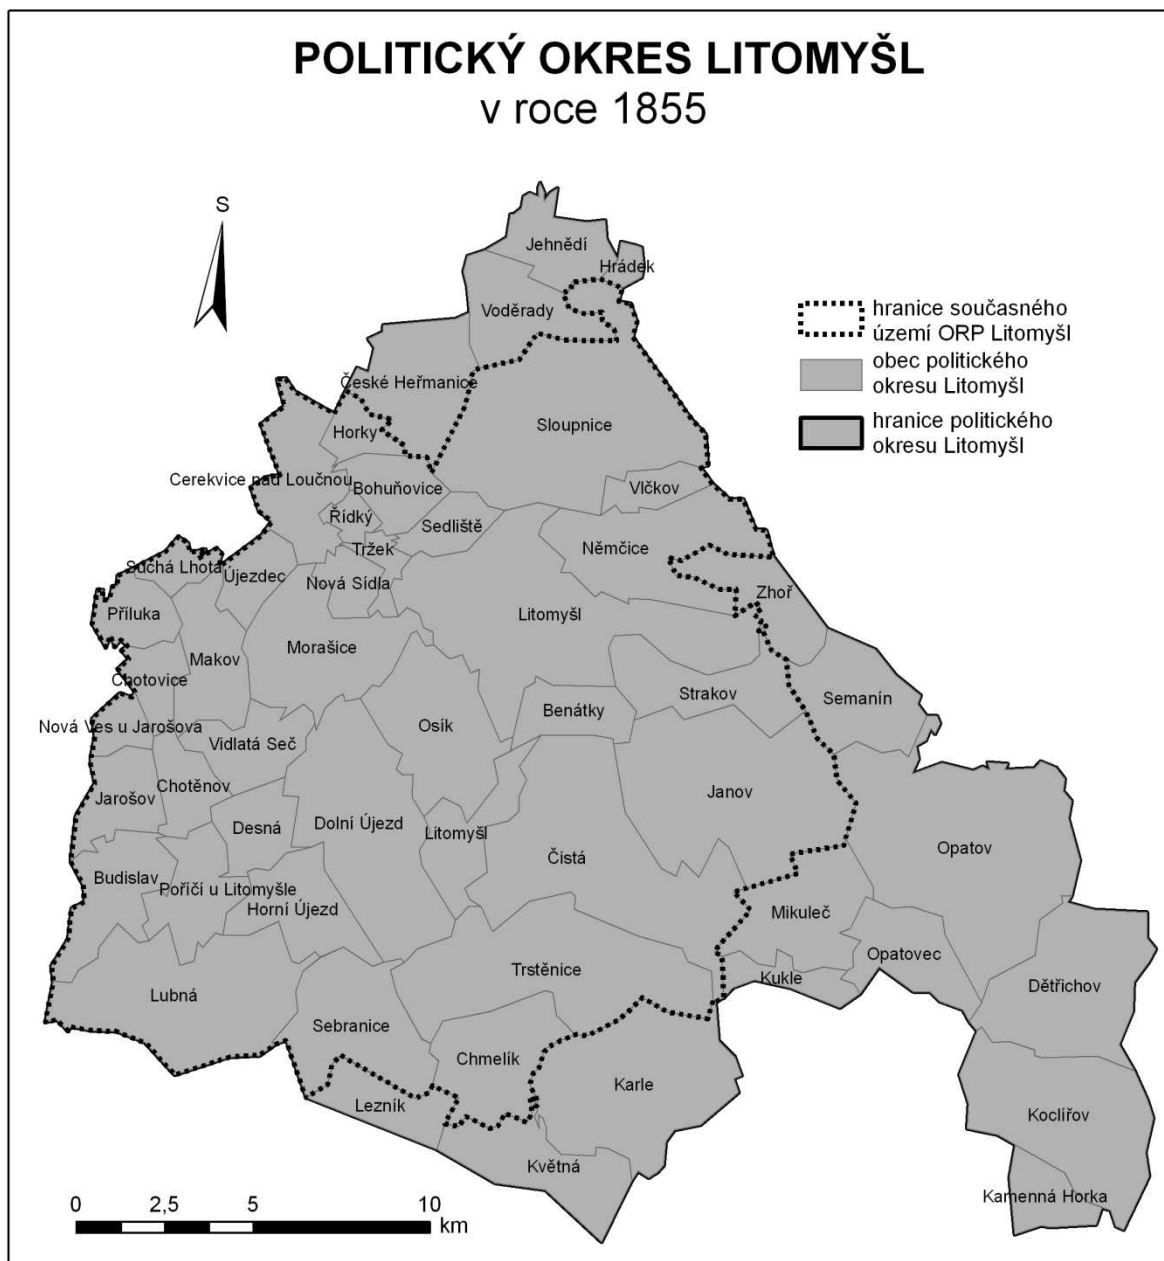 POLITICKÝ OKRES LITOMYŠL
v roce 1855
S
Jehnědí
Hrádek
Voděrady
hranice současného
území ORP Litomyšl
obec politického
okresu Litomyšl
hranice politického
okresu Litomyšl
České Heřmanice
Sloupnice
Horky
Cerekvice nad Loučnou
Bohuňovice
Vlčkov
Řídký
Sedliště
Tržek
Němčice
Suchá Lhota
Újezdec
Nová Sídla
Zhoř
Příluka
Litomyšl
Morašice
Makov
Chotovice
Strakov
Semanín
Benátky
Nová Ves u Jarošova
Osík
Vidlatá Seč
Chotěnov
Jarošov
Janov
Desná
Dolní Újezd
Litomyšl
Opatov
Čistá
Budislav
Poříčí u Litomyšle
Horní Újezd
Mikuleč
Opatovec
Trstěnice
Kukle
Dětřichov
Lubná
Sebranice
Chmelík
Karle
Lezník
Koclířov
Květná
Kamenná Horka
0 2,5 5 10
km